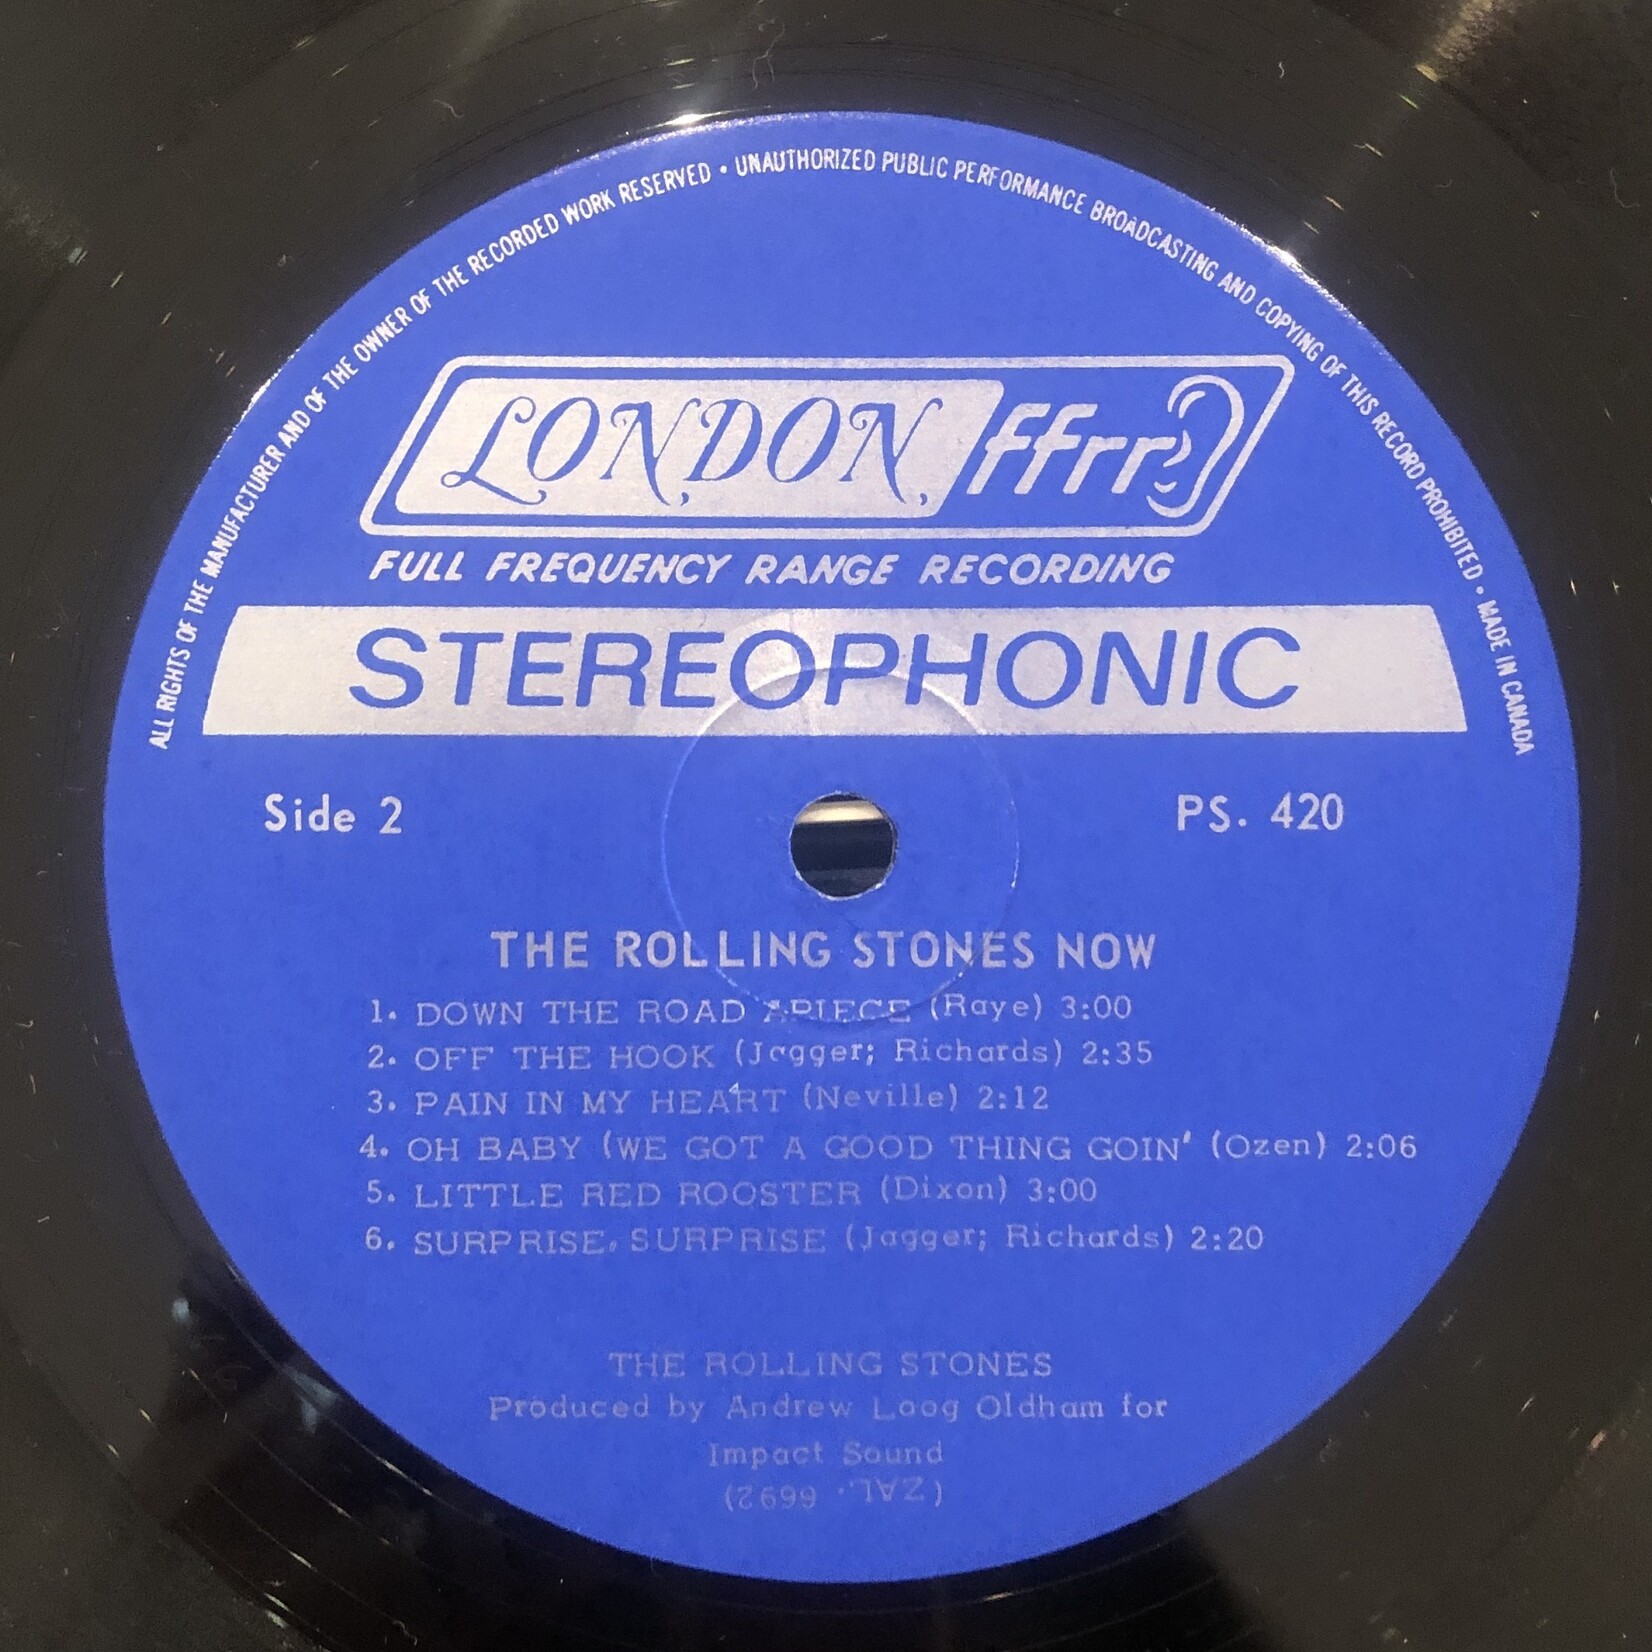 ALL RIGHTS OF THE MANUFACTURER AND OF THE OWNER OF THE RECORDED WORK RESERVED • UNAUTHORIZED PUBLIC PERFORMANCE BROADCASTING AND COPYING OF THIS RECORD PROHIBITED • MADE IN CANADA
LONDON ffrr
FULL FREQUENCY RANGE RECORDING
STEREOPHONIC
Side 2 PS. 420
THE ROLLING STONES NOW
1. DOWN THE ROAD APIECE (Raye) 3:00
2. OFF THE HOOK (Jagger; Richards) 2:35
3. PAIN IN MY HEART (Neville) 2:12
4. OH BABY (WE GOT A GOOD THING GOIN' (Ozen) 2:06
5. LITTLE RED ROOSTER (Dixon) 3:00
6. SURPRISE, SURPRISE (Jagger; Richards) 2:20
THE ROLLING STONES
Produced by Andrew Loog Oldham for
Impact Sound
(ZAL. 6692)